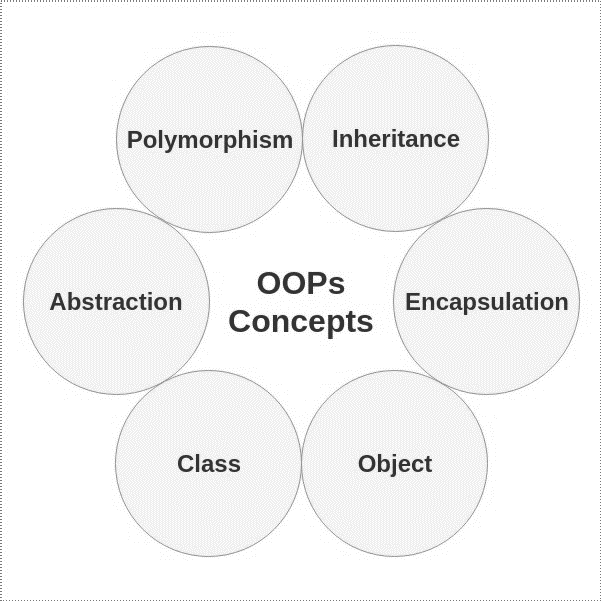 Polymorphism
Inheritance
Abstraction
OOPs
Concepts
Encapsulation
Class
Object